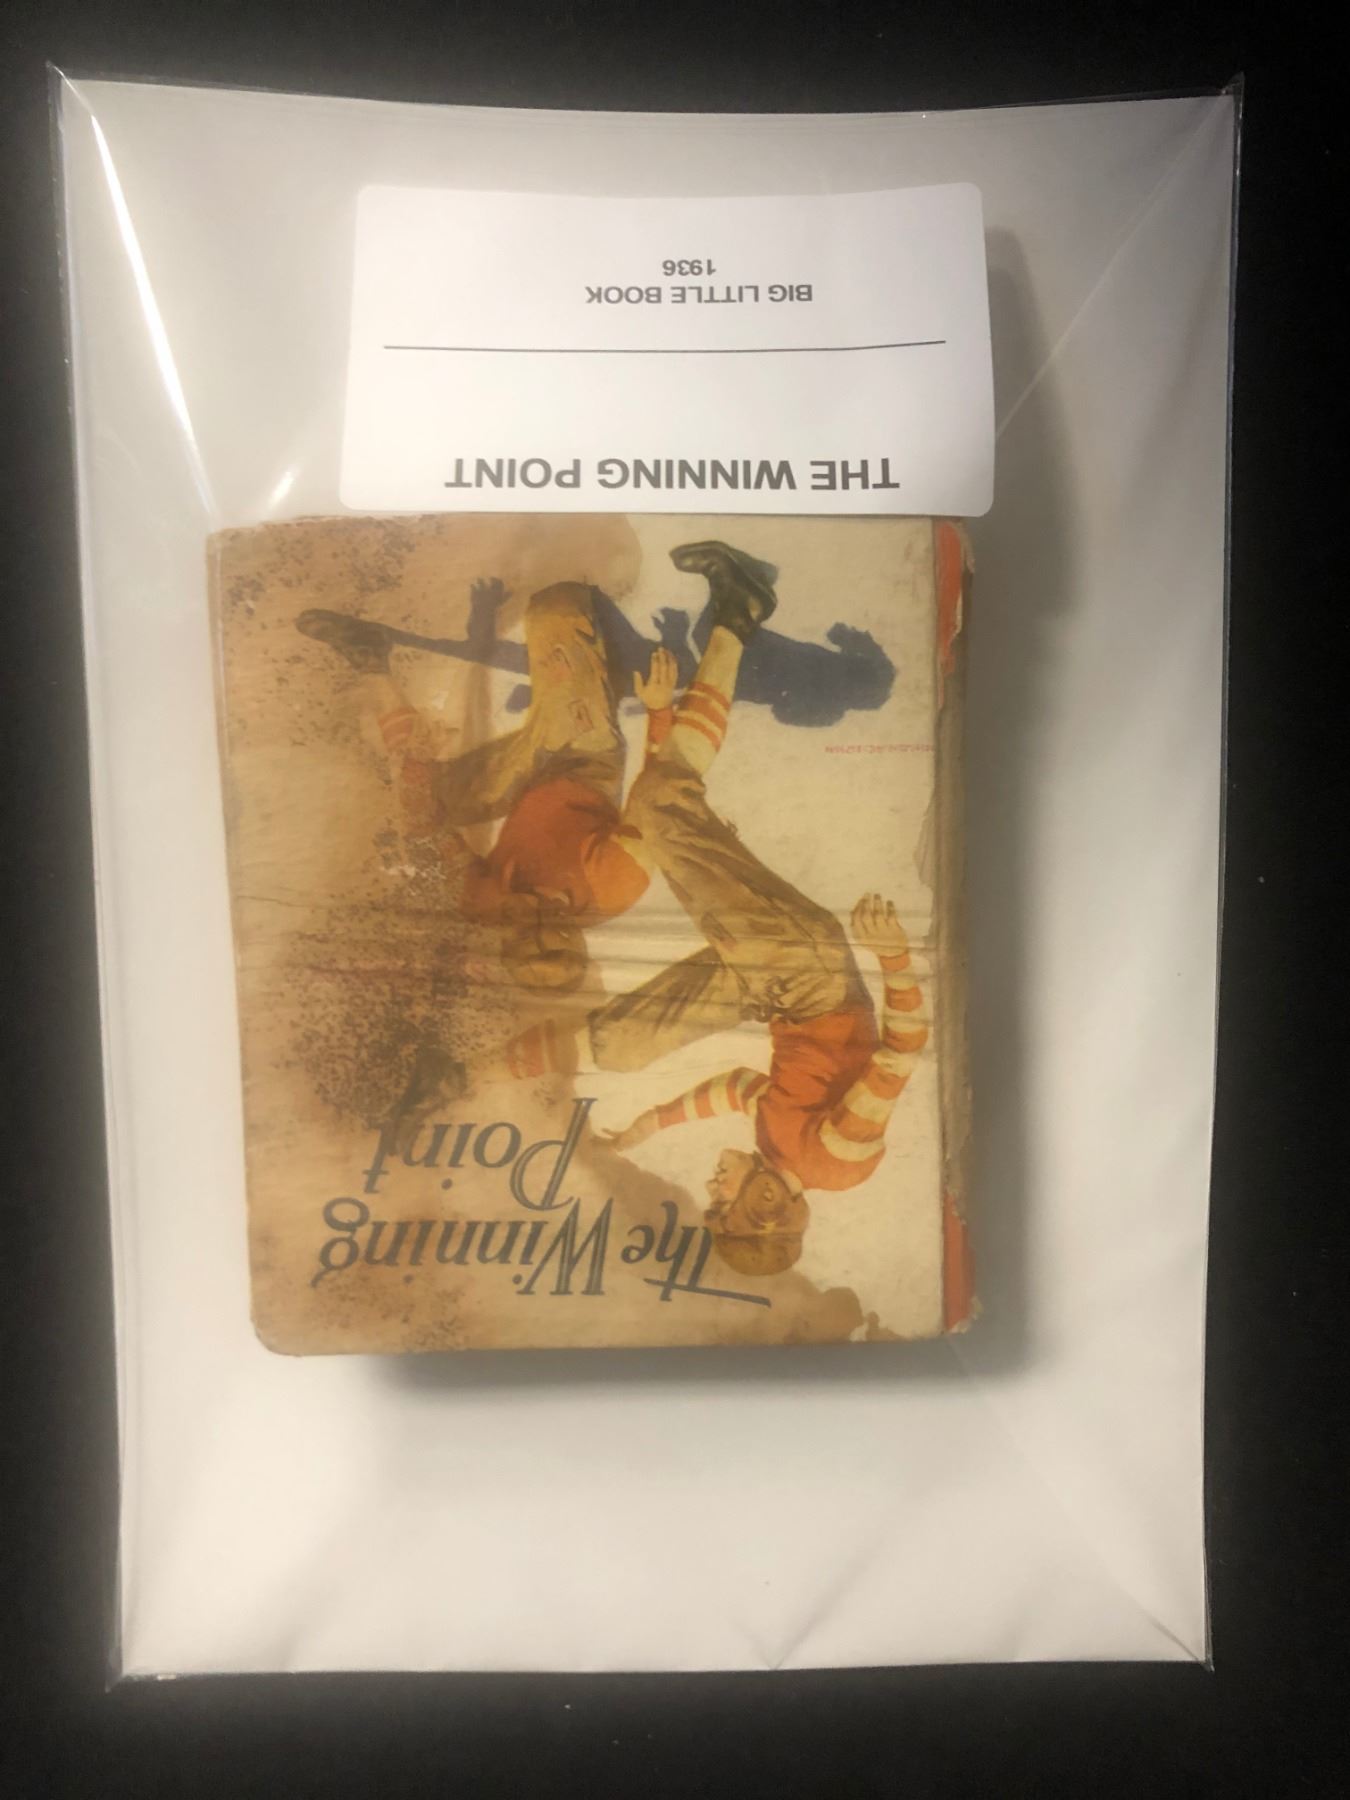 The Winning
Point
THE WINNING POINT
BIG LITTLE BOOK
1936